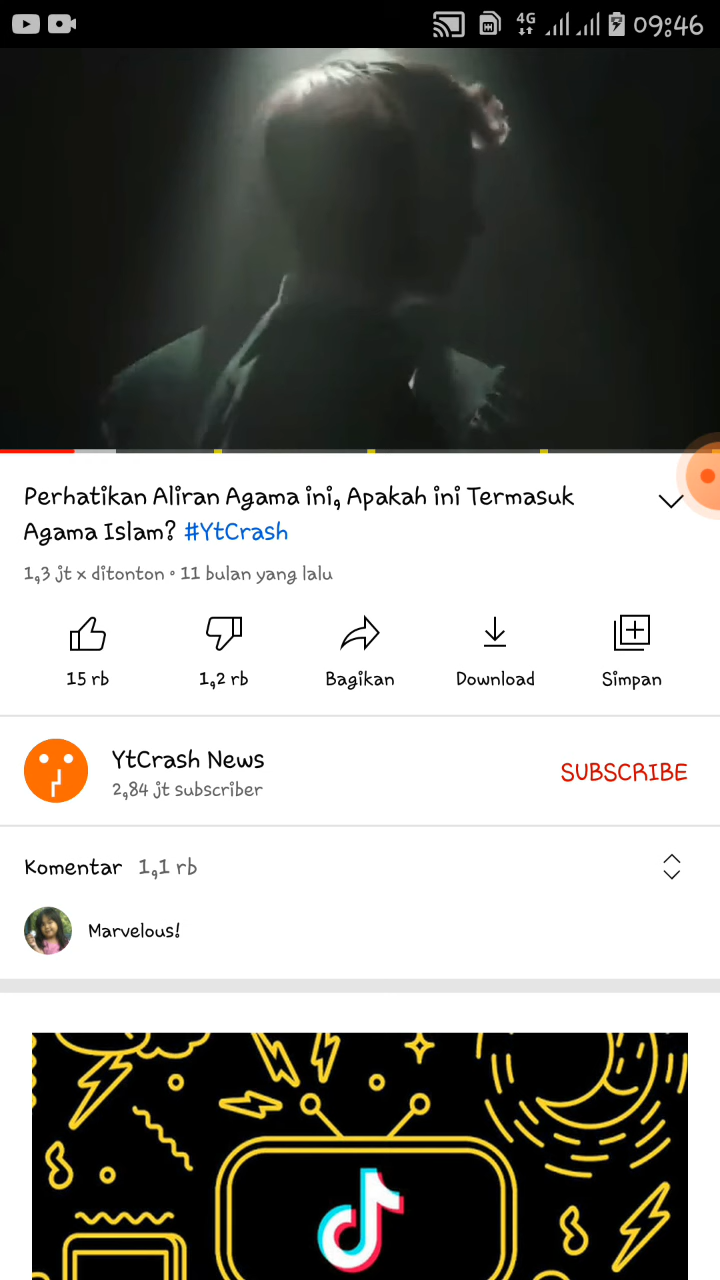 4G 09:46
Perhatikan Aliran Agama ini, Apakah ini Termasuk
Agama Islam? #YtCrash
1,3 jt x ditonton • 11 bulan yang lalu
15 rb 1,2 rb Bagikan Download Simpan
YtCrash News
2,84 jt subscriber
SUBSCRIBE
Komentar 1,1 rb
Marvelous!